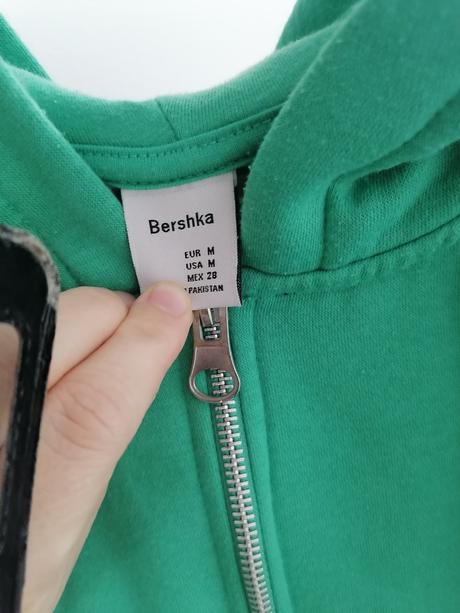 Bershka
EUR M
USA M
MEX 28
PAKISTAN